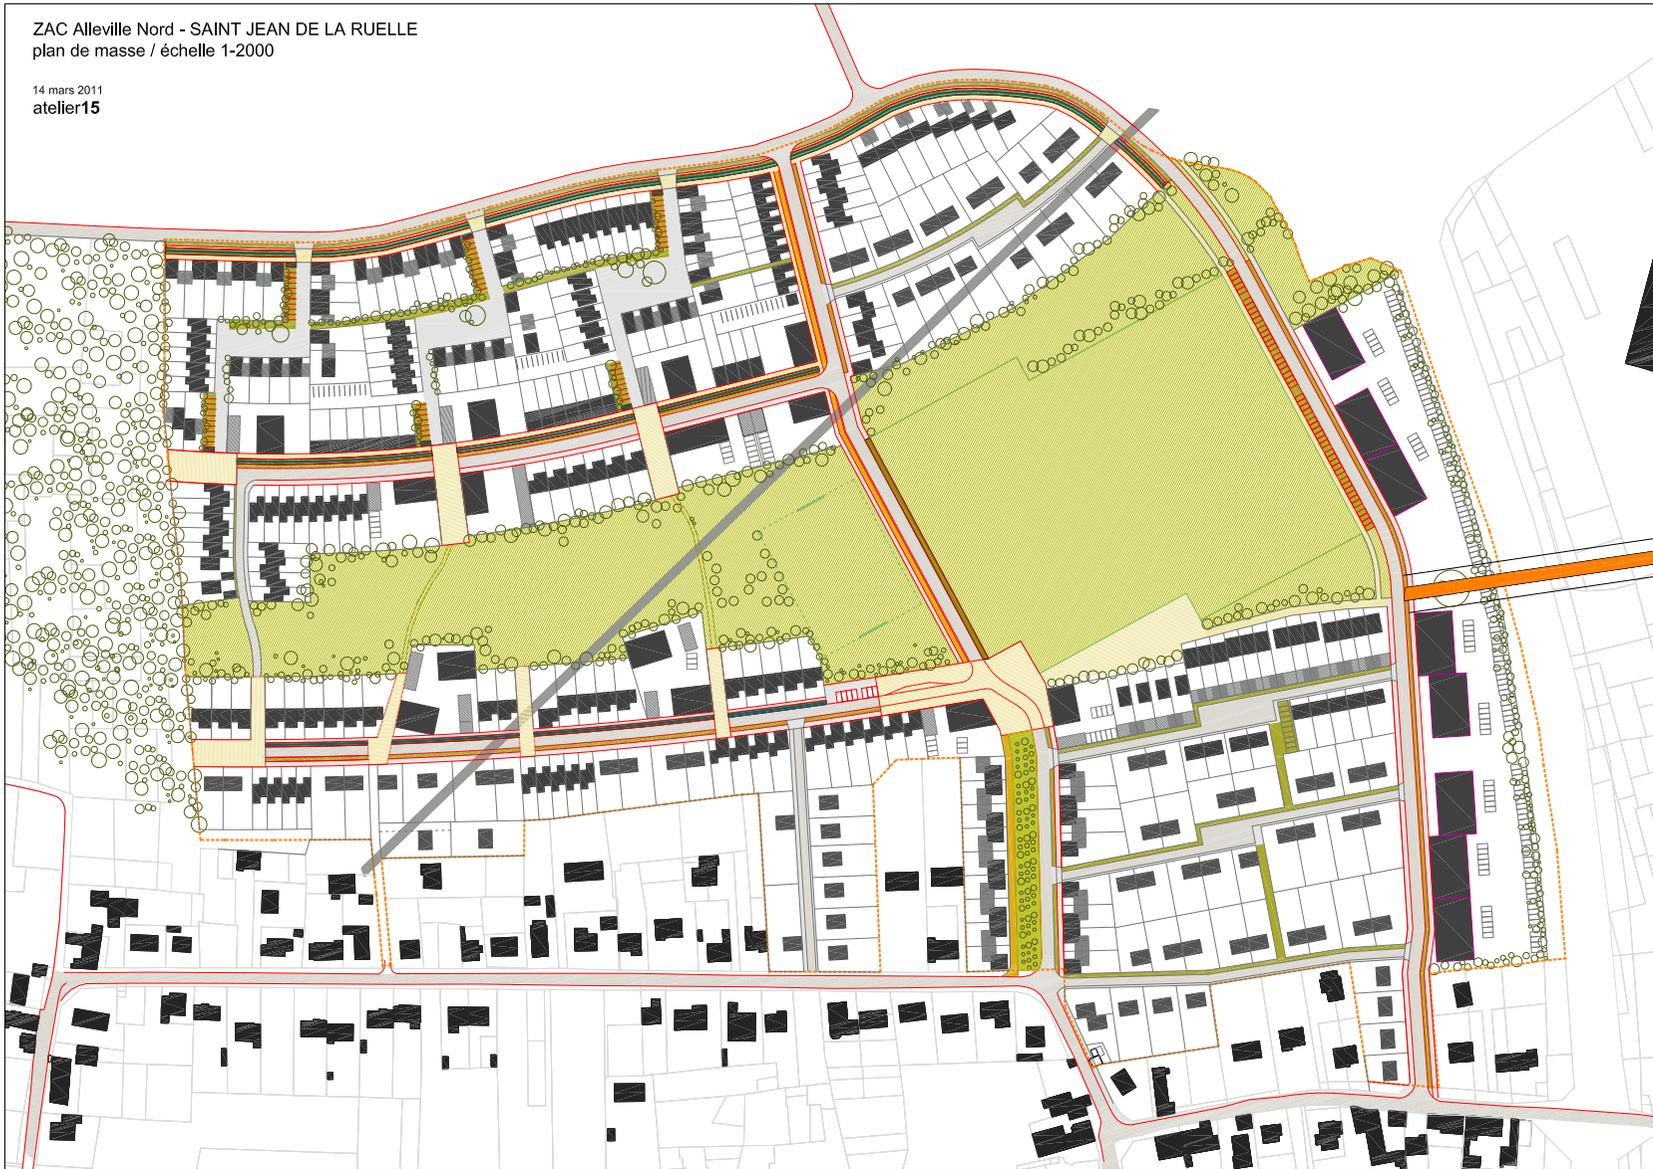 ZAC Alleville Nord - SAINT JEAN DE LA RUELLE
plan de masse / échelle 1-2000
14 mars 2011
atelier15